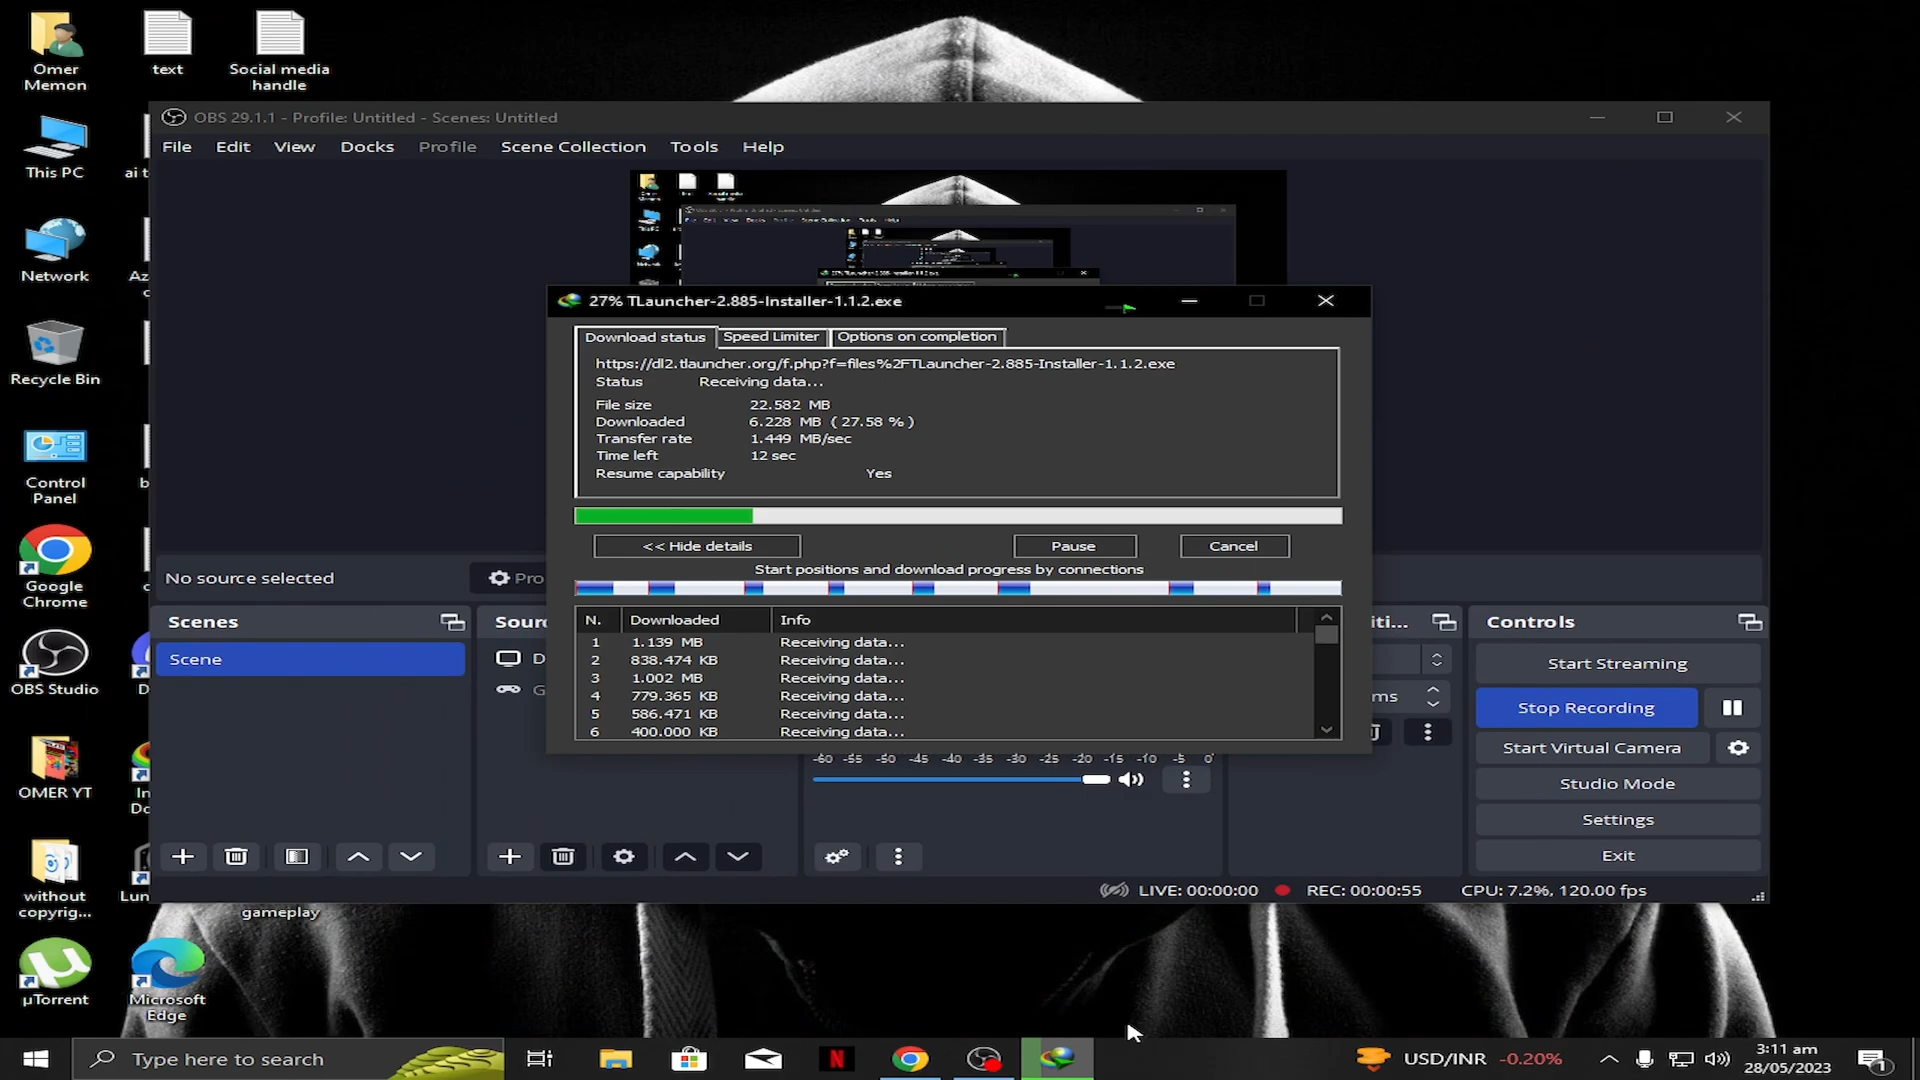 Omer
Memon
text
Social media
handle
This PC
ai t
Network
Az
c
Recycle Bin
Control
Panel
b
Google
Chrome
OBS Studio
D
OMER YT
In
Do
without
copyrig...
Lun
gameplay
µTorrent
Microsoft
Edge
OBS 29.1.1 - Profile: Untitled - Scenes: Untitled
File Edit View Docks Profile Scene Collection Tools Help
27% TLauncher-2.885-Installer-1.1.2.exe
Download status Speed Limiter Options on completion
https://dl2.tlauncher.org/f.php?f=files%2FTLauncher-2.885-Installer-1.1.2.exe
Status Receiving data...
File size 22.582 MB
Downloaded 6.228 MB ( 27.58 % )
Transfer rate 1.449 MB/sec
Time left 12 sec
Resume capability Yes
<< Hide details Pause Cancel
Start positions and download progress by connections
N. Downloaded Info
1 1.139 MB Receiving data...
2 838.474 KB Receiving data...
3 1.002 MB Receiving data...
4 779.365 KB Receiving data...
5 586.471 KB Receiving data...
6 400.000 KB Receiving data...
No source selected Pro
Scenes
Scene
Sour
D
G
-60 -55 -50 -45 -40 -35 -30 -25 -20 -15 -10 -5 0
iti...
ms
Controls
Start Streaming
Stop Recording
Start Virtual Camera
Studio Mode
Settings
Exit
LIVE: 00:00:00 REC: 00:00:55 CPU: 7.2%, 120.00 fps
Type here to search
N
USD/INR -0.20%
3:11 am
28/05/2023
1